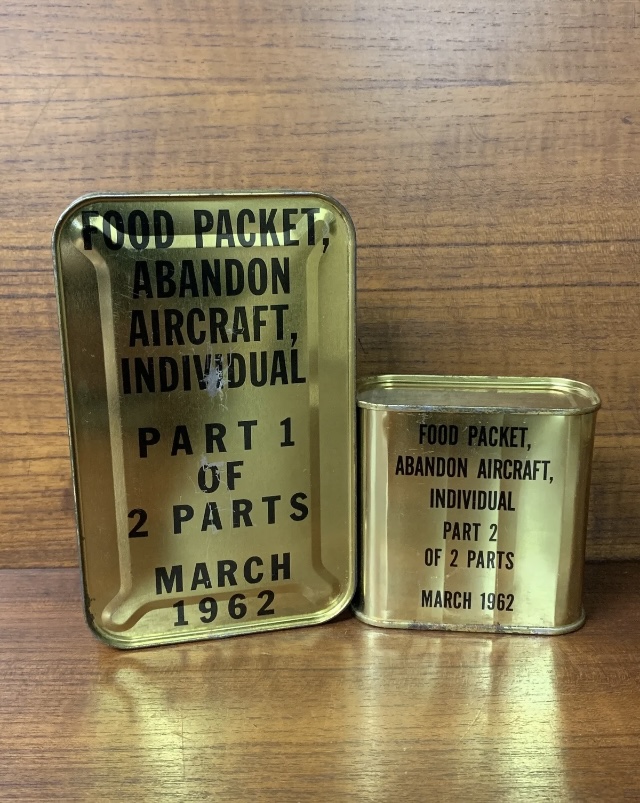 FOOD PACKET,
ABANDON
AIRCRAFT,
INDIVIDUAL
PART 1
OF
2 PARTS
MARCH
1962
FOOD PACKET,
ABANDON AIRCRAFT,
INDIVIDUAL
PART 2
OF 2 PARTS
MARCH 1962